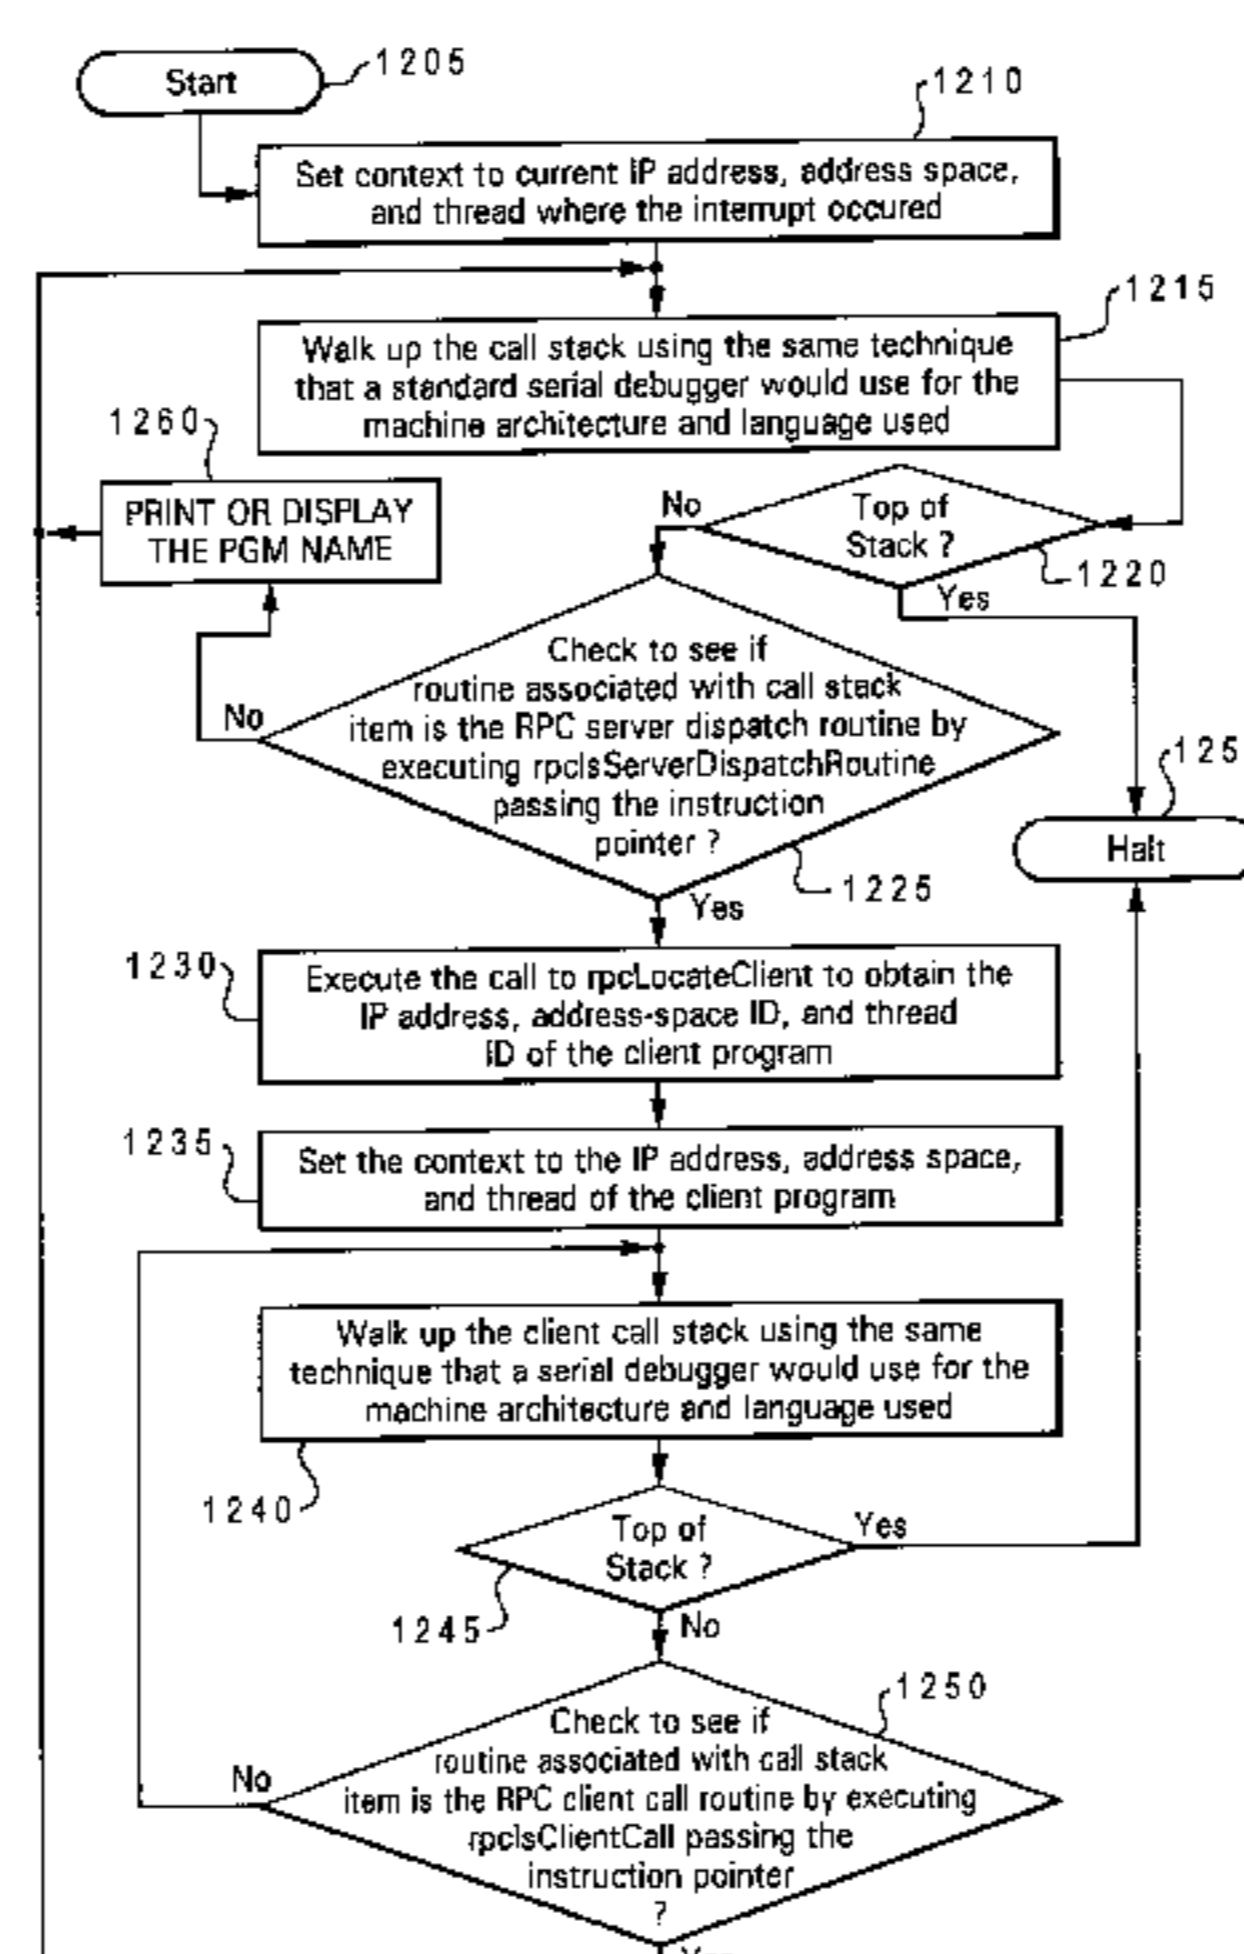 Start
1205
1210
Set context to current IP address, address space,
and thread where the interrupt occured
1215
Walk up the call stack using the same technique
that a standard serial debugger would use for the
machine architecture and language used
1260
PRINT OR DISPLAY
THE PGM NAME
No
Top of
Stack ?
1220
Yes
Check to see if
routine associated with call stack
item is the RPC server dispatch routine by
executing rpcIsServerDispatchRoutine
passing the instruction
pointer ?
No
125
Halt
1225
Yes
1230
Execute the call to rpcLocateClient to obtain the
IP address, address-space ID, and thread
ID of the client program
1235
Set the context to the IP address, address space,
and thread of the client program
Walk up the client call stack using the same
technique that a serial debugger would use for the
machine architecture and language used
1240
Top of
Stack ?
Yes
1245
No
1250
Check to see if
routine associated with call stack
item is the RPC client call routine by executing
rpcIsClientCall passing the
instruction pointer
?
No